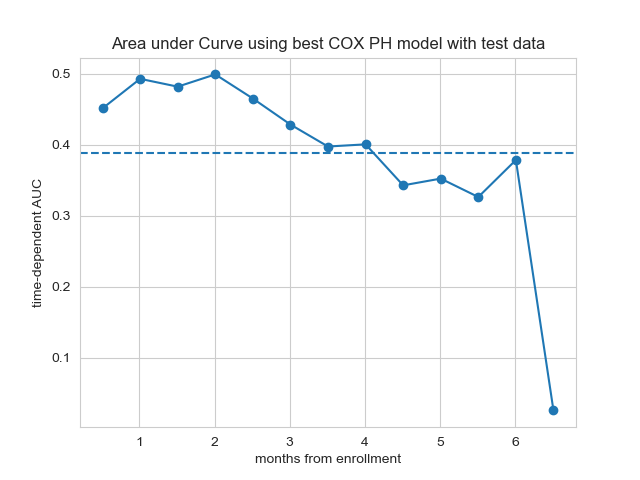 Area under Curve using best COX PH model with test data
time-dependent AUC
0.5
0.4
0.3
0.2
0.1
1 2 3 4 5 6
months from enrollment